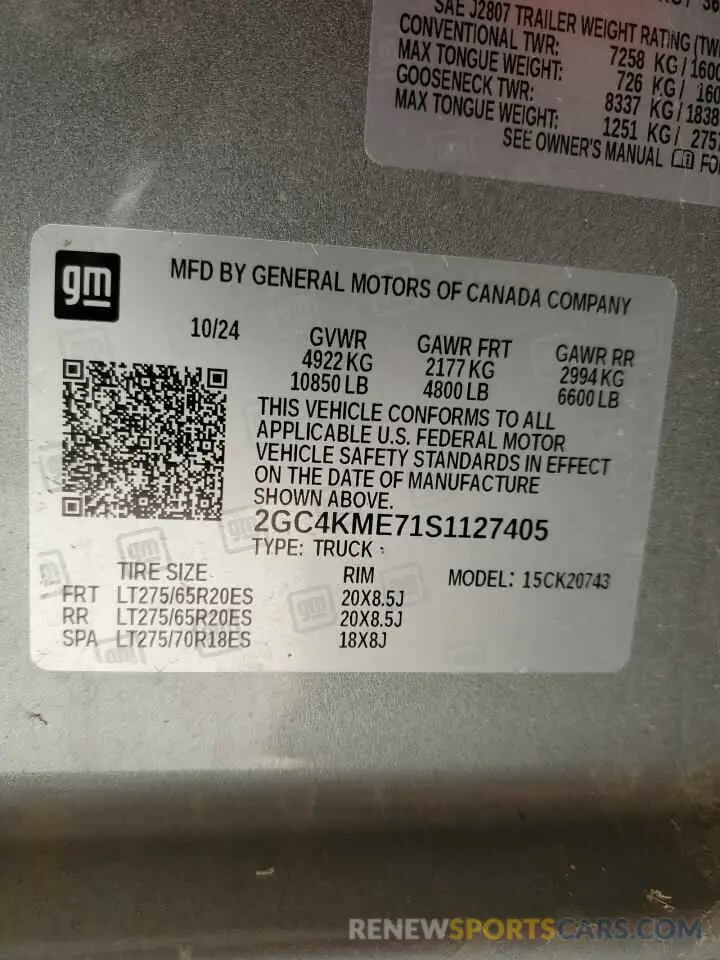 SAE J2807 TRAILER WEIGHT RATING (TW
CONVENTIONAL TWR: 7258 KG/1600
MAX TONGUE WEIGHT: 726 KG/ 160
GOOSENECK TWR: 8337 KG/1838
MAX TONGUE WEIGHT: 1251 KG/ 275
SEE OWNER'S MANUAL FO
gm
MFD BY GENERAL MOTORS OF CANADA COMPANY
10/24 GVWR GAWR FRT GAWR RR
4922 KG 2177 KG 2994 KG
10850 LB 4800 LB 6600 LB
THIS VEHICLE CONFORMS TO ALL
APPLICABLE U.S. FEDERAL MOTOR
VEHICLE SAFETY STANDARDS IN EFFECT
ON THE DATE OF MANUFACTURE
SHOWN ABOVE.
2GC4KME71S1127405
TYPE: TRUCK
TIRE SIZE RIM MODEL: 15CK20743
FRT LT275/65R20ES 20X8.5J
RR LT275/65R20ES 20X8.5J
SPA LT275/70R18ES 18X8J
RENEWSPORTSCARS.COM